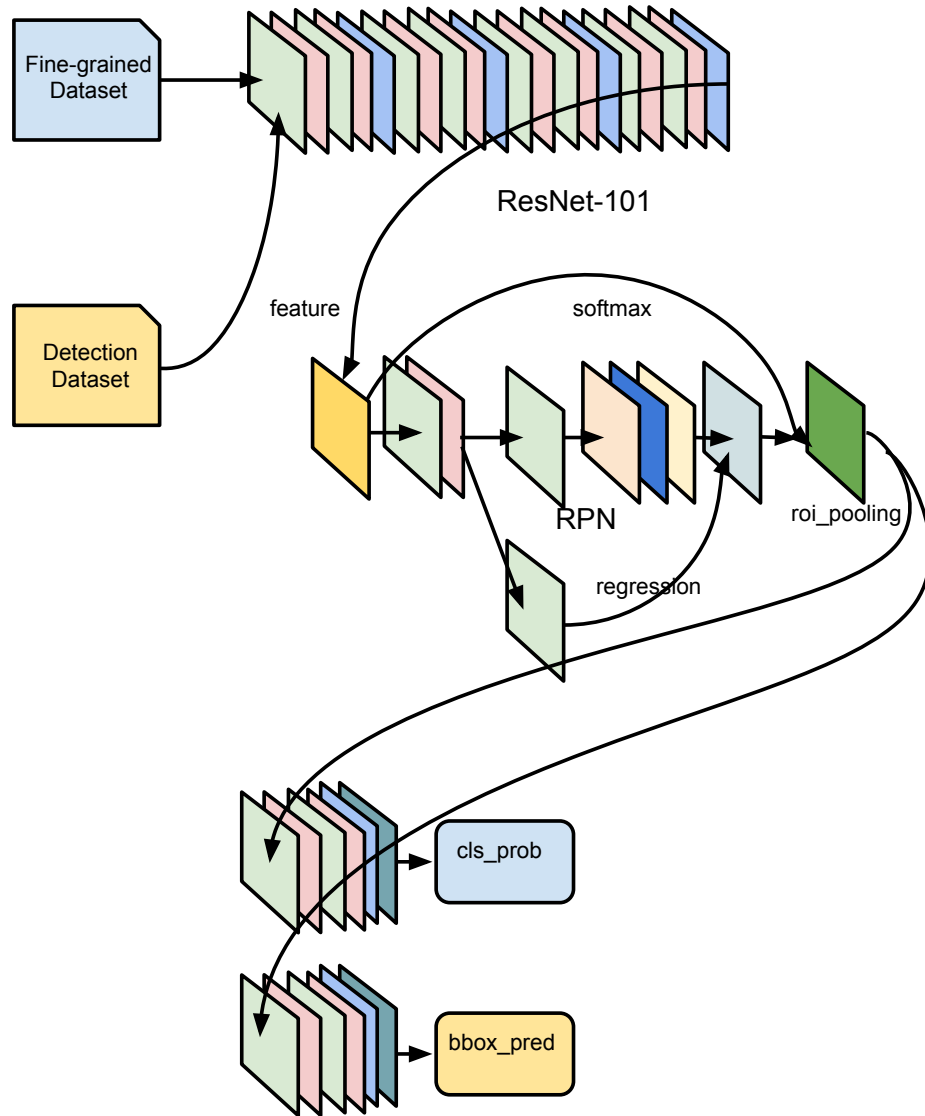 Fine-grained
Dataset
ResNet-101
feature
softmax
Detection
Dataset
RPN
roi_pooling
regression
cls_prob
bbox_pred